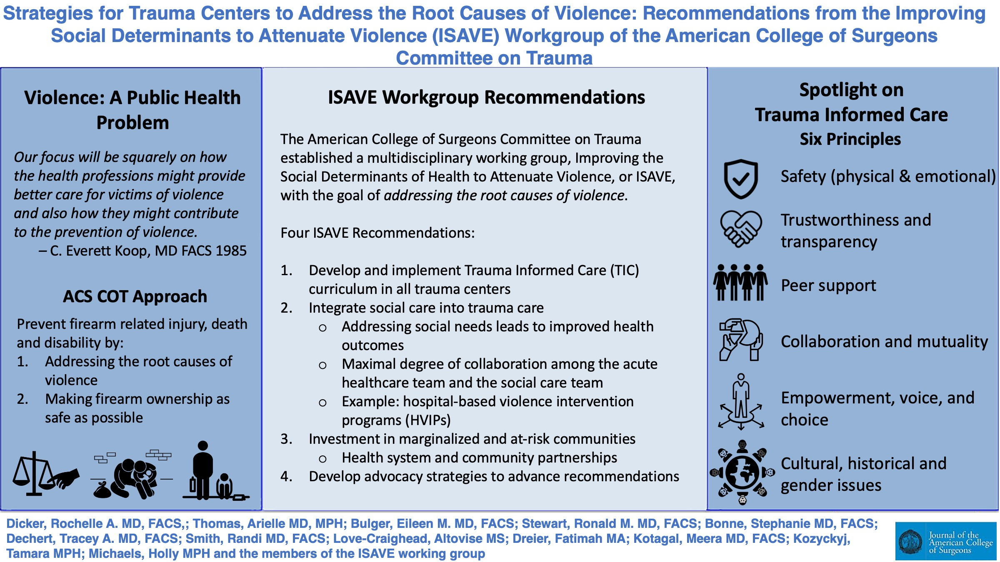 Strategies for Trauma Centers to Address the Root Causes of Violence: Recommendations from the Improving
Social Determinants to Attenuate Violence (ISAVE) Workgroup of the American College of Surgeons
Committee on Trauma
Violence: A Public Health
Problem
Our focus will be squarely on how
the health professions might provide
better care for victims of violence
and also how they might contribute
to the prevention of violence.
– C. Everett Koop, MD FACS 1985
ACS COT Approach
Prevent firearm related injury, death
and disability by:
1. Addressing the root causes of
violence
2. Making firearm ownership as
safe as possible
ISAVE Workgroup Recommendations
The American College of Surgeons Committee on Trauma
established a multidisciplinary working group, Improving the
Social Determinants of Health to Attenuate Violence, or ISAVE,
with the goal of addressing the root causes of violence.
Four ISAVE Recommendations:
1. Develop and implement Trauma Informed Care (TIC)
curriculum in all trauma centers
2. Integrate social care into trauma care
o Addressing social needs leads to improved health
outcomes
o Maximal degree of collaboration among the acute
healthcare team and the social care team
o Example: hospital-based violence intervention
programs (HVIPs)
3. Investment in marginalized and at-risk communities
o Health system and community partnerships
4. Develop advocacy strategies to advance recommendations
Spotlight on
Trauma Informed Care
Six Principles
Safety (physical & emotional)
Trustworthiness and
transparency
Peer support
Collaboration and mutuality
Empowerment, voice, and
choice
Cultural, historical and
gender issues
Dicker, Rochelle A. MD, FACS,; Thomas, Arielle MD, MPH; Bulger, Eileen M. MD, FACS; Stewart, Ronald M. MD, FACS; Bonne, Stephanie MD, FACS;
Dechert, Tracey A. MD, FACS; Smith, Randi MD, FACS; Love-Craighead, Altovise MS; Dreier, Fatimah MA; Kotagal, Meera MD, FACS; Kozyckyj,
Tamara MPH; Michaels, Holly MPH and the members of the ISAVE working group
Journal of the
American College
of Surgeons